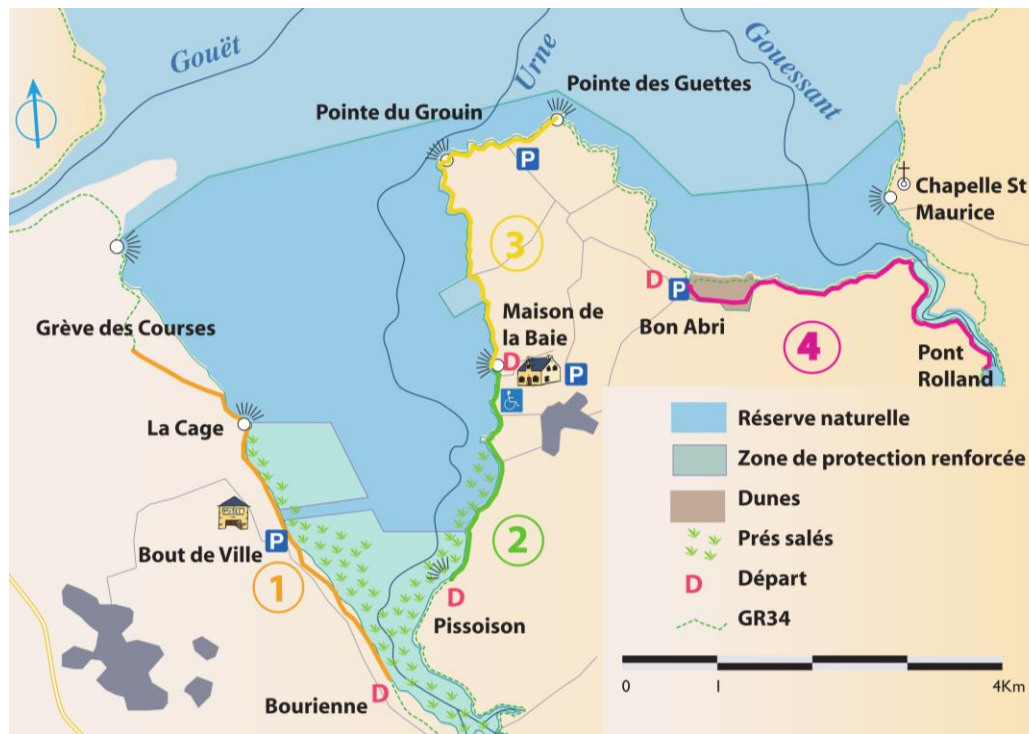 Gouët
Urne
Gouessant
Pointe des Guettes
Pointe du Grouin
P
Chapelle St
Maurice
3
D
P
Bon Abri
Grève des Courses
Maison de
la Baie
D
P
4
Pont
Rolland
La Cage
Réserve naturelle
Zone de protection renforcée
Dunes
Prés salés
D Départ
GR34
Bout de Ville
P
1
2
D
Pissoison
Bourienne
D
0 1 4Km